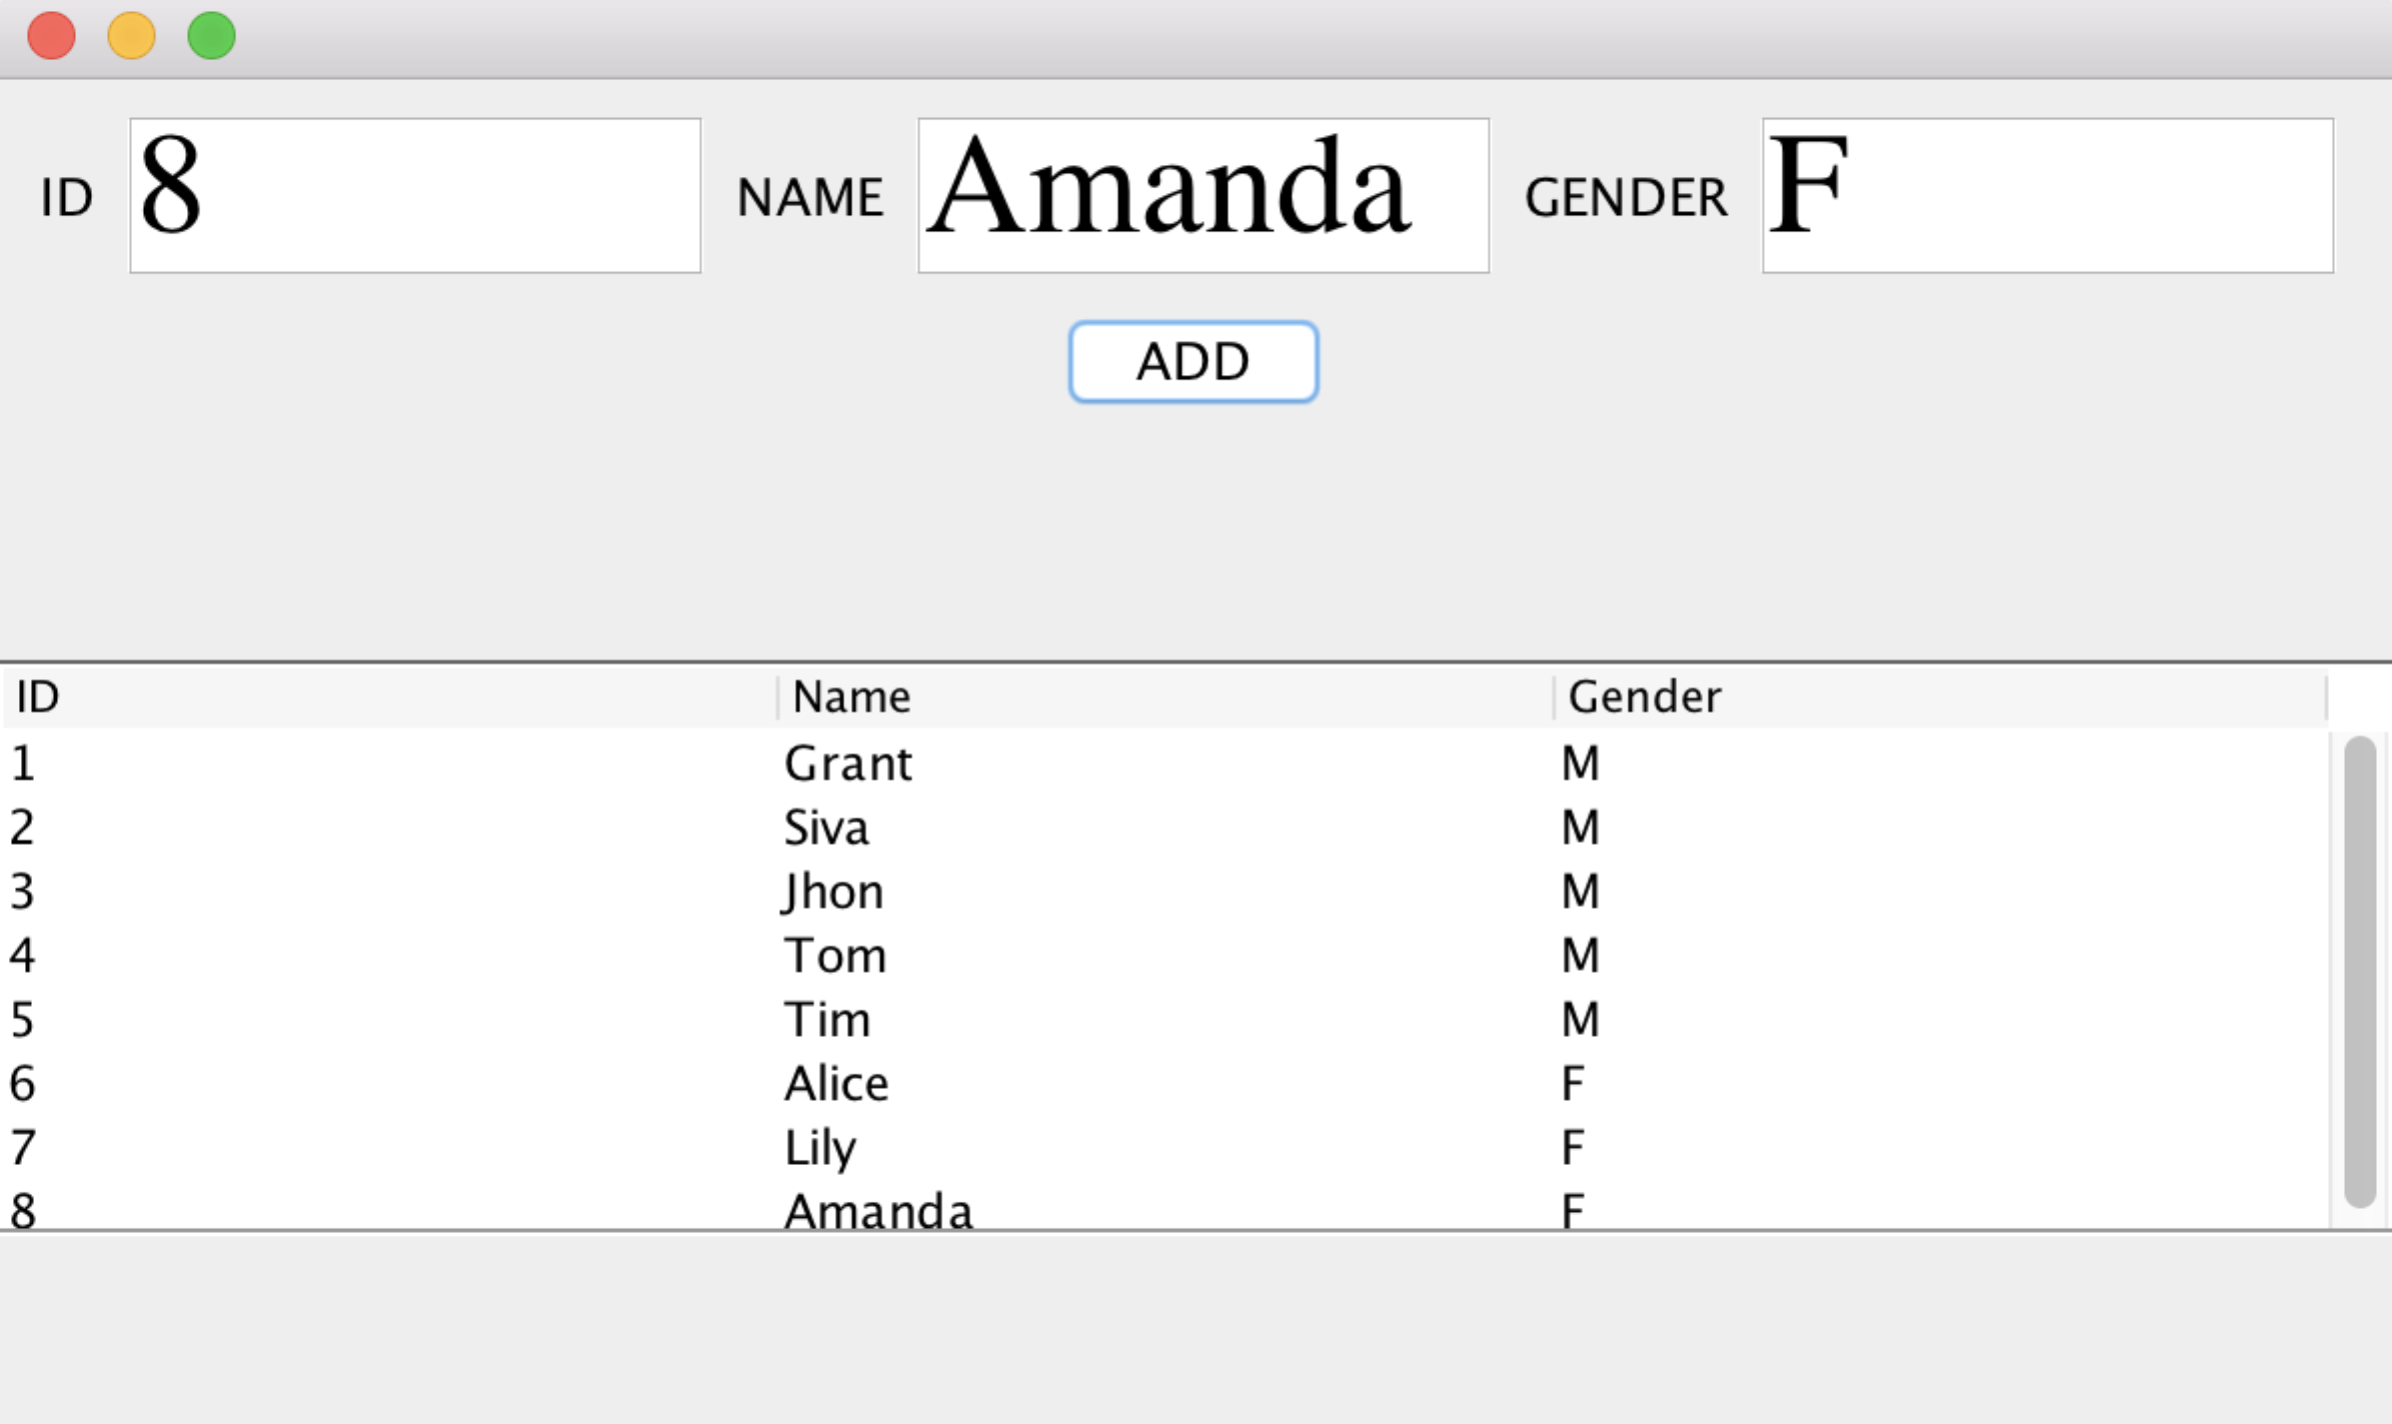 ID 8 NAME Amanda GENDER F
ADD
ID Name Gender
1 Grant M
2 Siva M
3 Jhon M
4 Tom M
5 Tim M
6 Alice F
7 Lily F
8 Amanda F